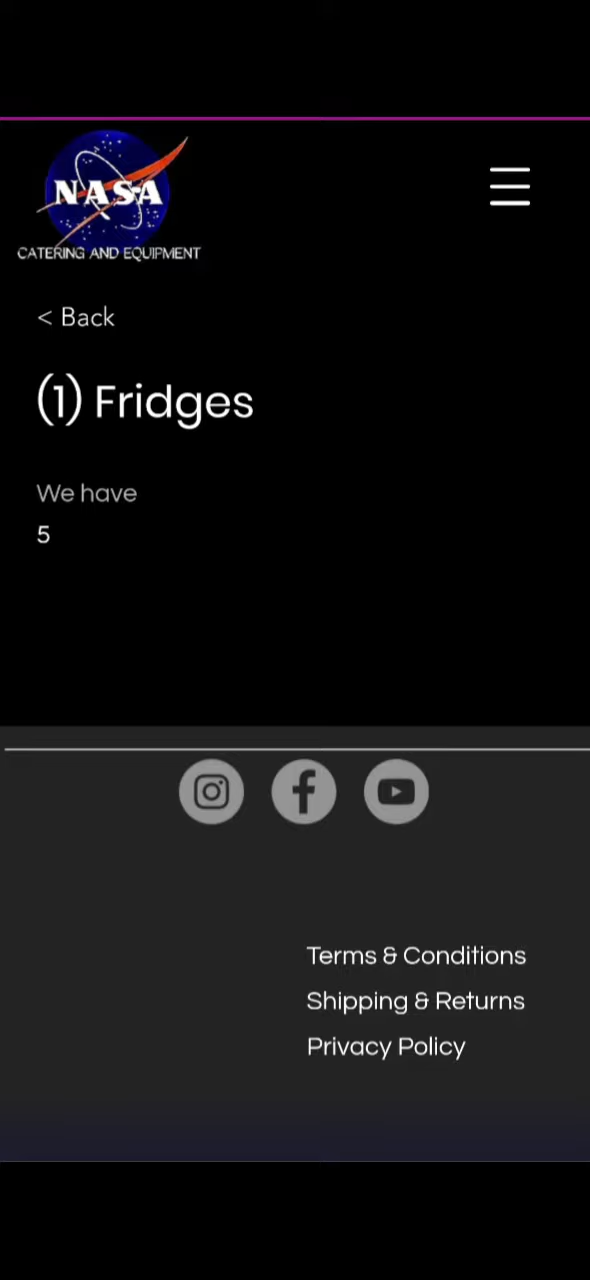 NASA
CATERING AND EQUIPMENT
< Back
(1) Fridges
We have
5
Terms & Conditions
Shipping & Returns
Privacy Policy